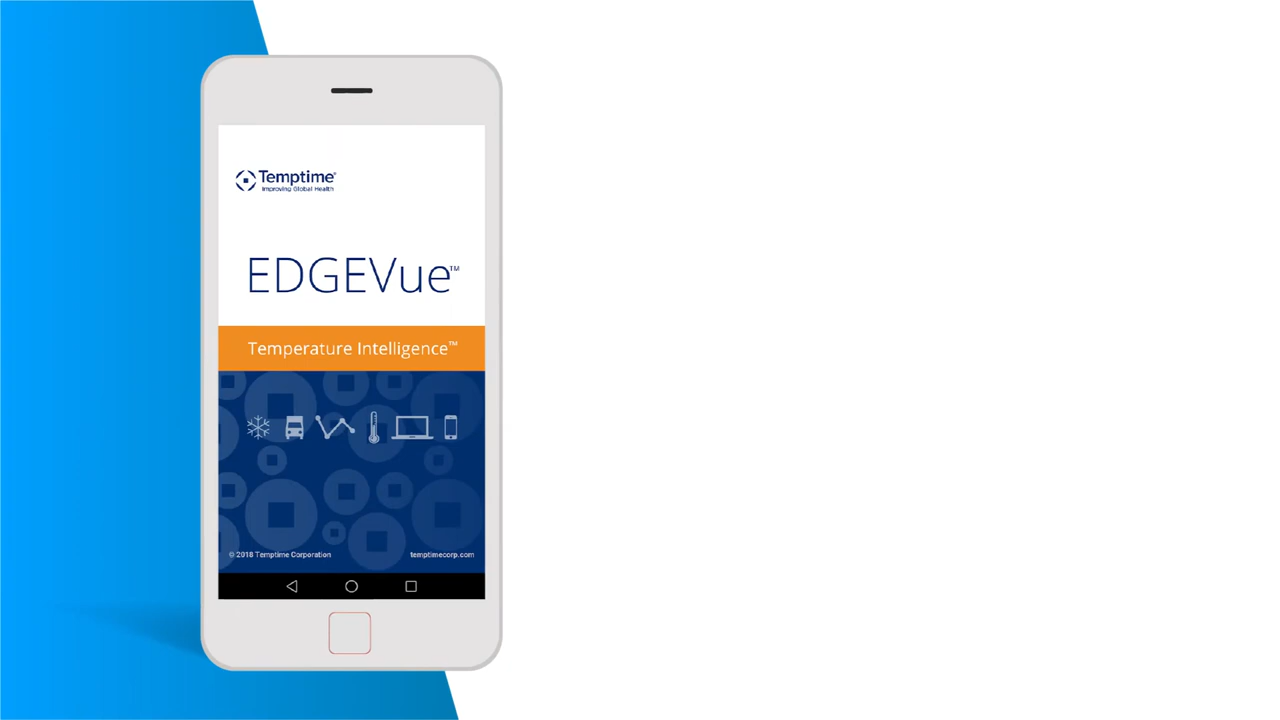 Temptime®
Improving Global Health
EDGEVue™
Temperature Intelligence™
© 2018 Temptime Corporation
temptimecorp.com